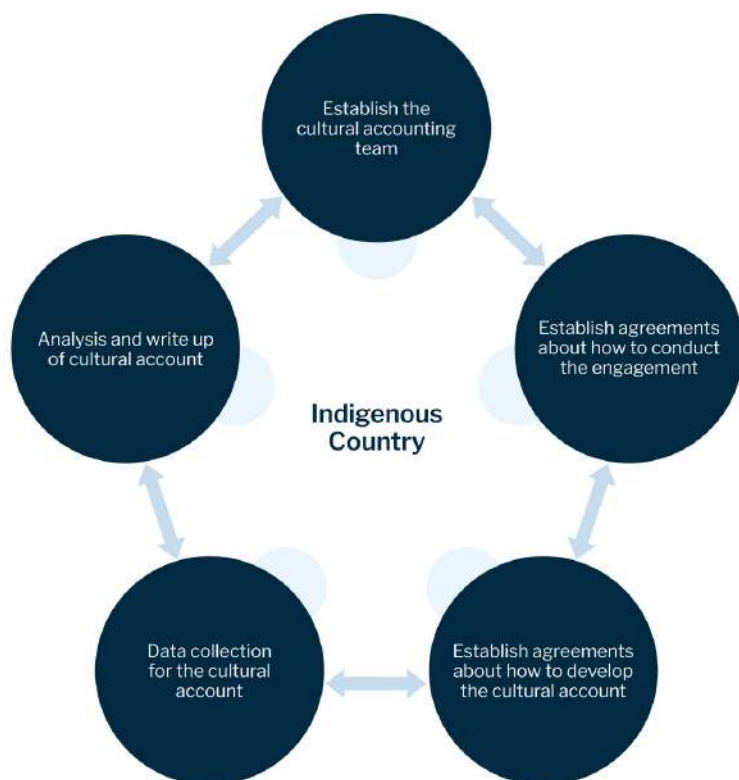 Establish the
cultural accounting
team
Establish agreements
about how to conduct
the engagement
Establish agreements
about how to develop
the cultural account
Data collection
for the cultural
account
Analysis and write up
of cultural account
Indigenous
Country